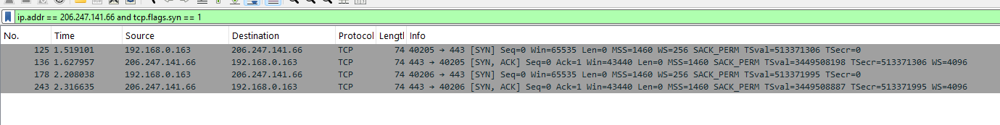 ip.addr == 206.247.141.66 and tcp.flags.syn == 1
No. Time Source Destination Protocol Lengtl Info
125 1.519101 192.168.0.163 206.247.141.66 TCP 74 40205 → 443 [SYN] Seq=0 Win=65535 Len=0 MSS=1460 WS=256 SACK_PERM TSval=513371306 TSecr=0
136 1.627957 206.247.141.66 192.168.0.163 TCP 74 443 → 40205 [SYN, ACK] Seq=0 Ack=1 Win=43440 Len=0 MSS=1460 SACK_PERM TSval=3449508198 TSecr=513371306 WS=4096
178 2.208038 192.168.0.163 206.247.141.66 TCP 74 40206 → 443 [SYN] Seq=0 Win=65535 Len=0 MSS=1460 WS=256 SACK_PERM TSval=513371995 TSecr=0
243 2.316635 206.247.141.66 192.168.0.163 TCP 74 443 → 40206 [SYN, ACK] Seq=0 Ack=1 Win=43440 Len=0 MSS=1460 SACK_PERM TSval=3449508887 TSecr=513371995 WS=4096